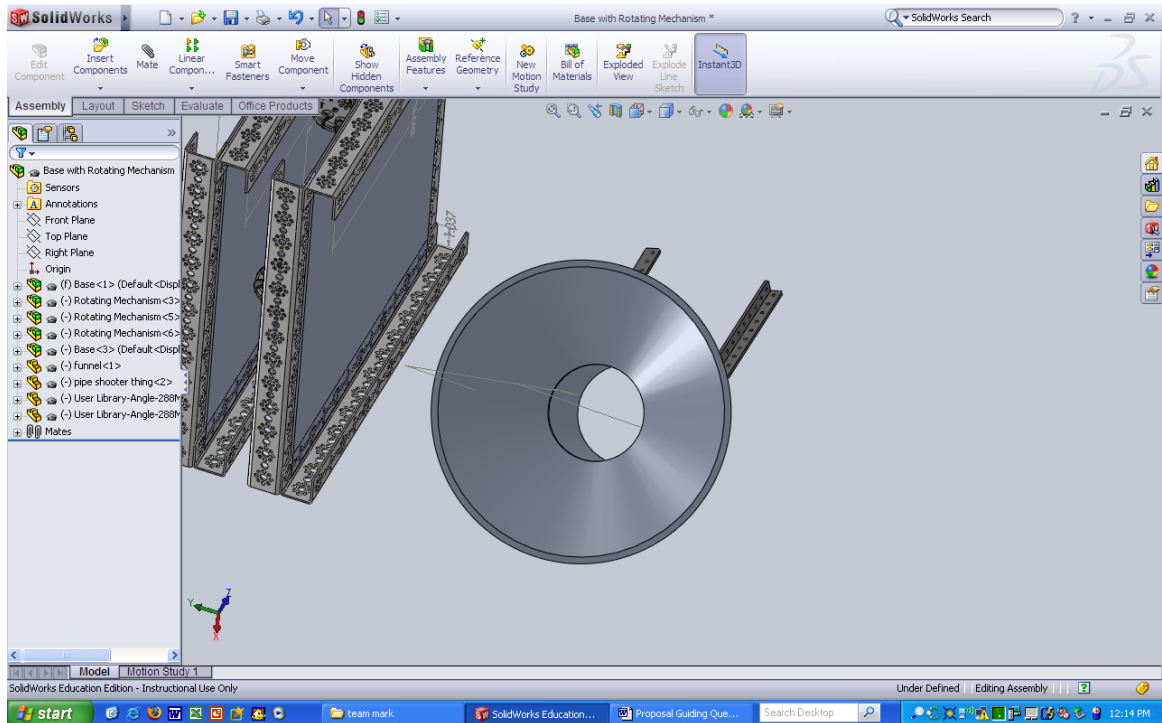 SolidWorks
Base with Rotating Mechanism *
SolidWorks Search
Edit Component
Insert Components
Mate
Linear Compon...
Smart Fasteners
Move Component
Show Hidden Components
Assembly Features
Reference Geometry
New Motion Study
Bill of Materials
Exploded View
Explode Line Sketch
Instant3D
Assembly
Layout
Sketch
Evaluate
Office Products
Base with Rotating Mechanism
Sensors
Annotations
Front Plane
Top Plane
Right Plane
Origin
(f) Base<1> (Default<Displ
(-) Rotating Mechanism<3>
(-) Rotating Mechanism<5>
(-) Rotating Mechanism<6>
(-) Base<3> (Default<Displ
(-) funnel<1>
(-) pipe shooter thing<2>
(-) User Library-Angle-288M
(-) User Library-Angle-288M
Mates
Y
Z
X
Model
Motion Study 1
SolidWorks Education Edition - Instructional Use Only
Under Defined
Editing Assembly
start
team mark
SolidWorks Education...
Proposal Guiding Que...
Search Desktop
12:14 PM